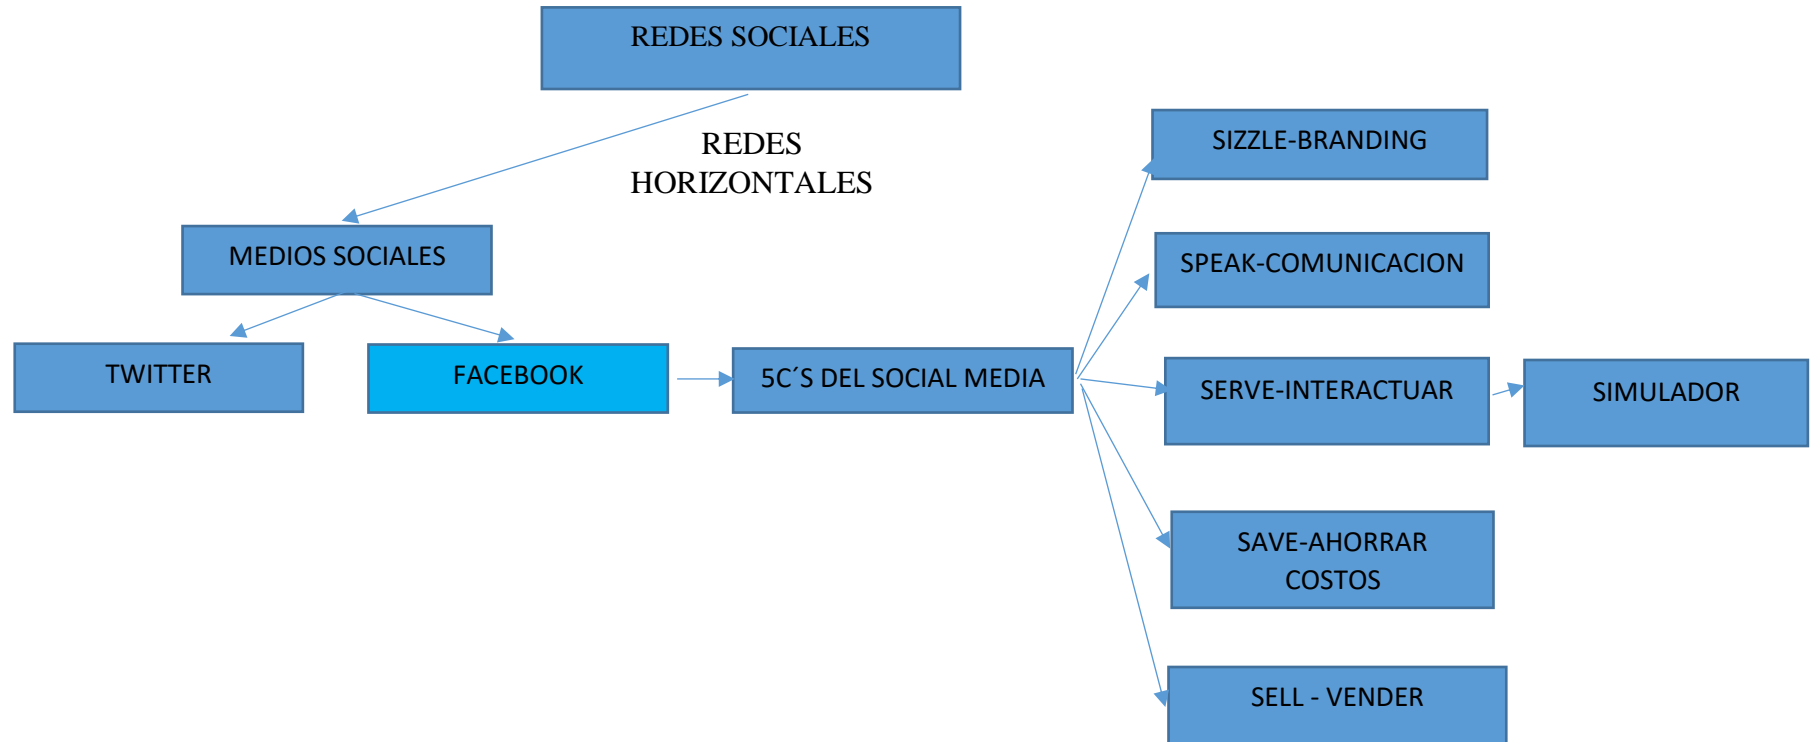 REDES SOCIALES
REDES
HORIZONTALES
MEDIOS SOCIALES
TWITTER
FACEBOOK
5C´S DEL SOCIAL MEDIA
SIZZLE-BRANDING
SPEAK-COMUNICACION
SERVE-INTERACTUAR
SIMULADOR
SAVE-AHORRAR
COSTOS
SELL - VENDER